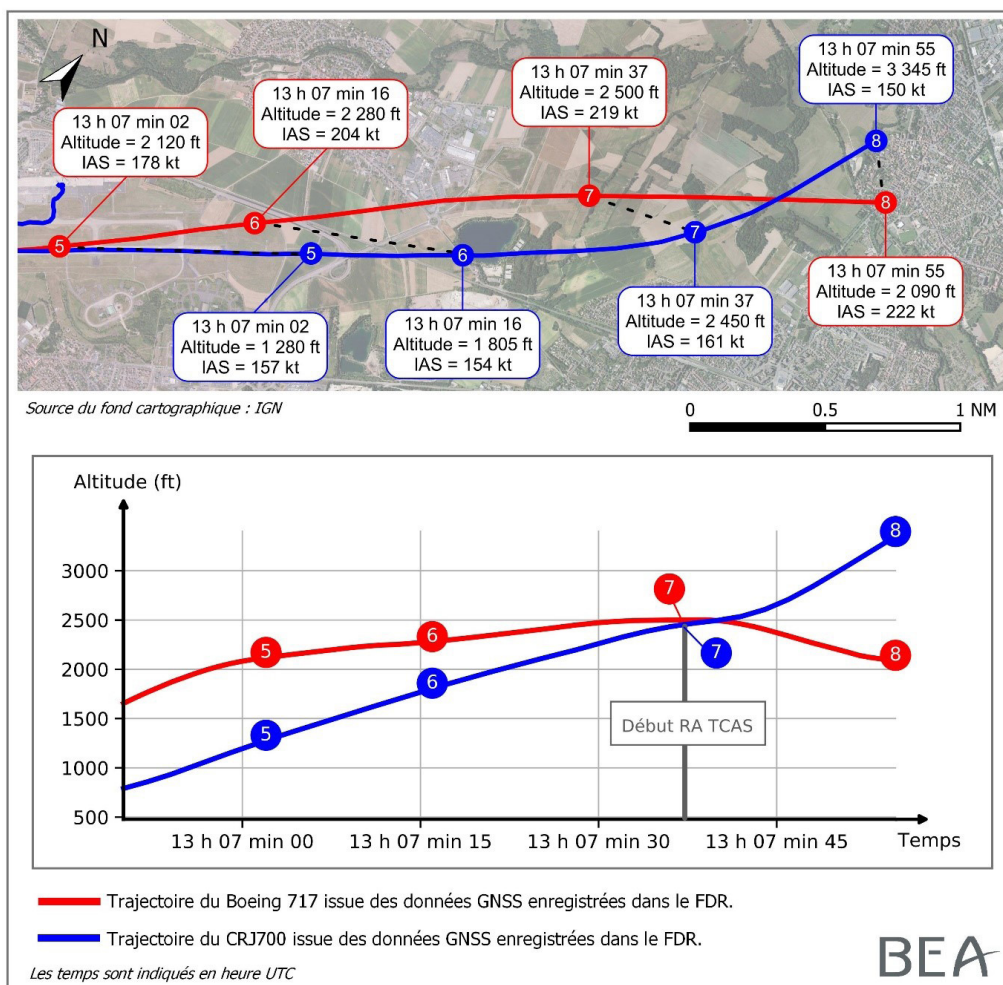 N
13 h 07 min 02
Altitude = 2 120 ft
IAS = 178 kt
13 h 07 min 16
Altitude = 2 280 ft
IAS = 204 kt
13 h 07 min 37
Altitude = 2 500 ft
IAS = 219 kt
13 h 07 min 55
Altitude = 3 345 ft
IAS = 150 kt
5
6
7
8
5
6
7
8
13 h 07 min 02
Altitude = 1 280 ft
IAS = 157 kt
13 h 07 min 16
Altitude = 1 805 ft
IAS = 154 kt
13 h 07 min 37
Altitude = 2 450 ft
IAS = 161 kt
13 h 07 min 55
Altitude = 2 090 ft
IAS = 222 kt
Source du fond cartographique : IGN
0 0.5 1 NM
Altitude (ft)
3000
2500
2000
1500
1000
500
5
6
7
8
5
6
7
8
Début RA TCAS
13 h 07 min 00 13 h 07 min 15 13 h 07 min 30 13 h 07 min 45 Temps
Trajectoire du Boeing 717 issue des données GNSS enregistrées dans le FDR.
Trajectoire du CRJ700 issue des données GNSS enregistrées dans le FDR.
Les temps sont indiqués en heure UTC
BEA